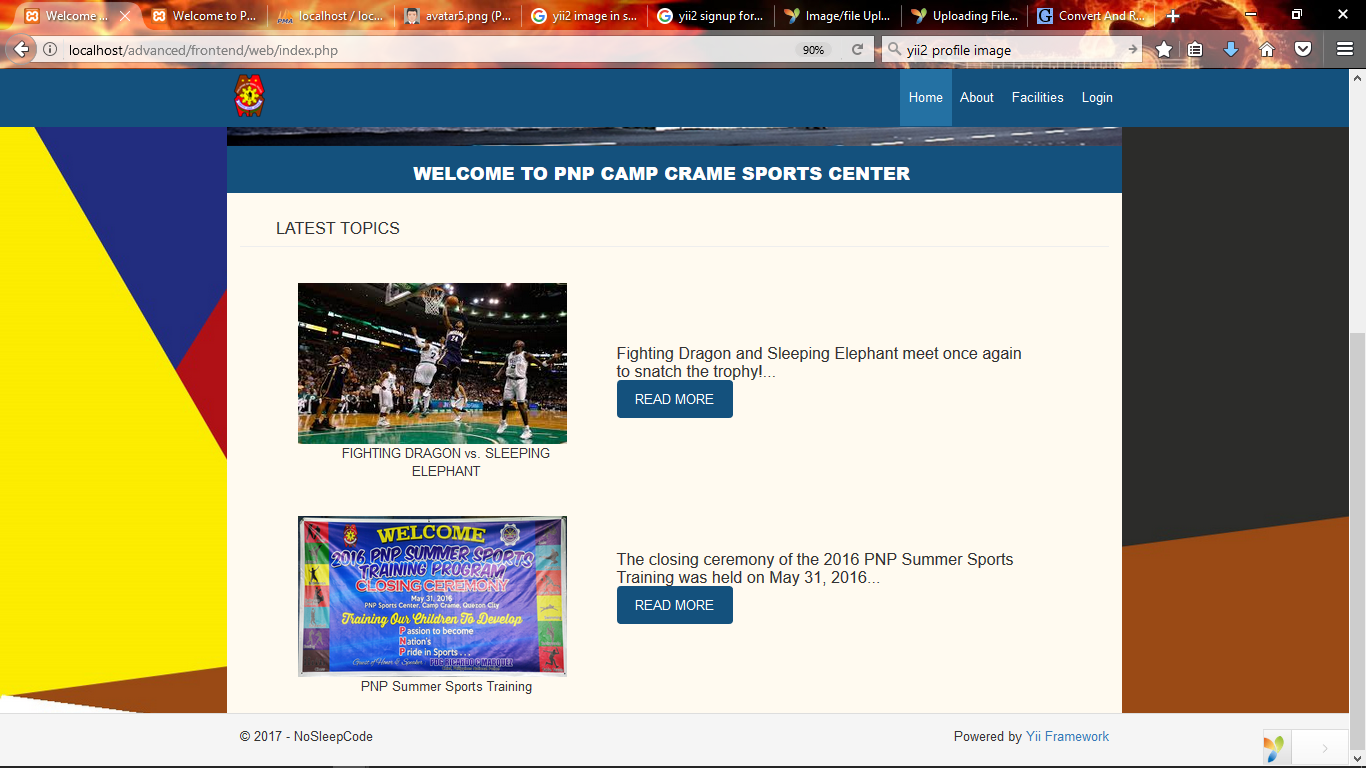 Welcome ...
Welcome to P...
PMA
localhost / loc...
avatar5.png (P...
yii2 image in s...
yii2 signup for...
Image/file Upl...
Uploading File...
Convert And R...
localhost/advanced/frontend/web/index.php
90%
yii2 profile image
Home
About
Facilities
Login
WELCOME TO PNP CAMP CRAME SPORTS CENTER
LATEST TOPICS
24
Fighting Dragon and Sleeping Elephant meet once again
to snatch the trophy!...
READ MORE
FIGHTING DRAGON vs. SLEEPING
ELEPHANT
WELCOME
2016 PNP SUMMER SPORTS
TRAINING PROGRAM
CLOSING CEREMONY
May 31, 2016
PNP Sports Center, Camp Crame, Quezon City
Training Our Children To Develop
Passion to become
Nation's
Pride in Sports . . .
Guest of Honor & Speaker : PDG RICARDO C MARQUEZ
The closing ceremony of the 2016 PNP Summer Sports
Training was held on May 31, 2016...
READ MORE
PNP Summer Sports Training
© 2017 - NoSleepCode
Powered by Yii Framework